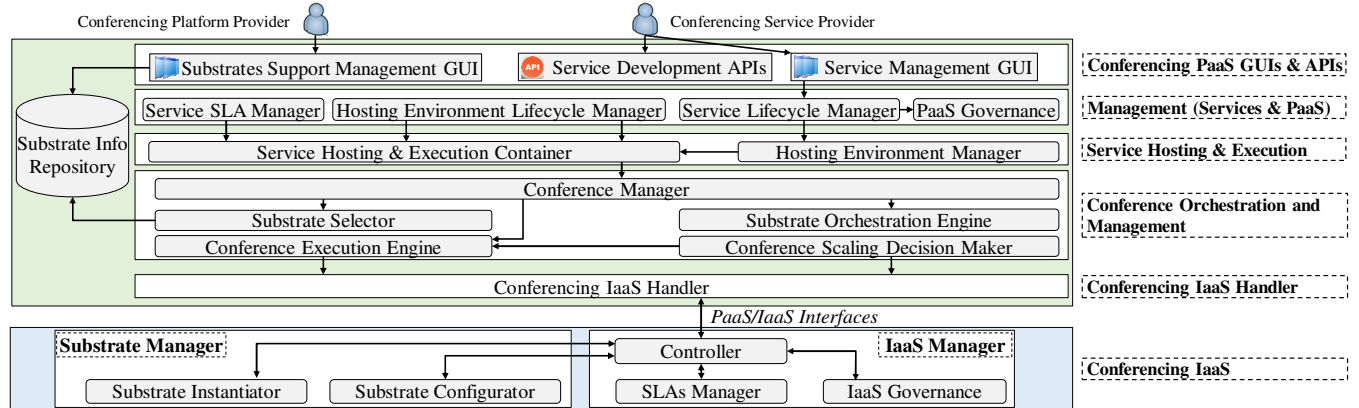 Conferencing Platform Provider
Conferencing Service Provider
Substrates Support Management GUI
API
Service Development APIs
Service Management GUI
Conferencing PaaS GUIs & APIs
Service SLA Manager
Hosting Environment Lifecycle Manager
Service Lifecycle Manager
PaaS Governance
Management (Services & PaaS)
Substrate Info
Repository
Service Hosting & Execution Container
Hosting Environment Manager
Service Hosting & Execution
Conference Manager
Substrate Selector
Substrate Orchestration Engine
Conference Execution Engine
Conference Scaling Decision Maker
Conference Orchestration and
Management
Conferencing IaaS Handler
Conferencing IaaS Handler
PaaS/IaaS Interfaces
Substrate Manager
Controller
IaaS Manager
Substrate Instantiator
Substrate Configurator
SLAs Manager
IaaS Governance
Conferencing IaaS